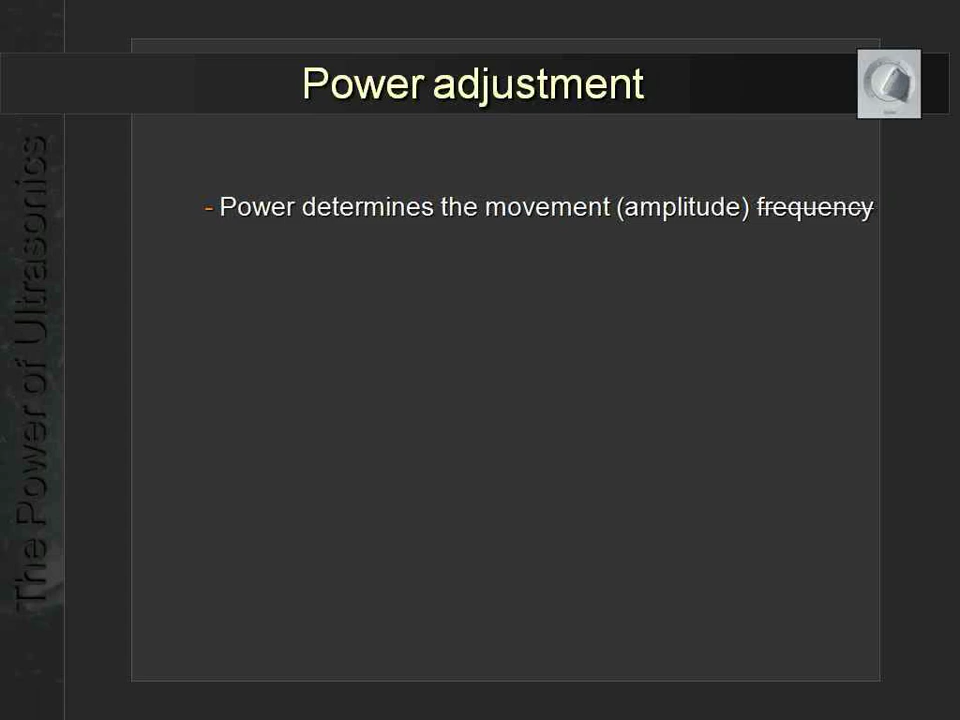 Power adjustment
- Power determines the movement (amplitude) frequency
The Power of Ultrasonics